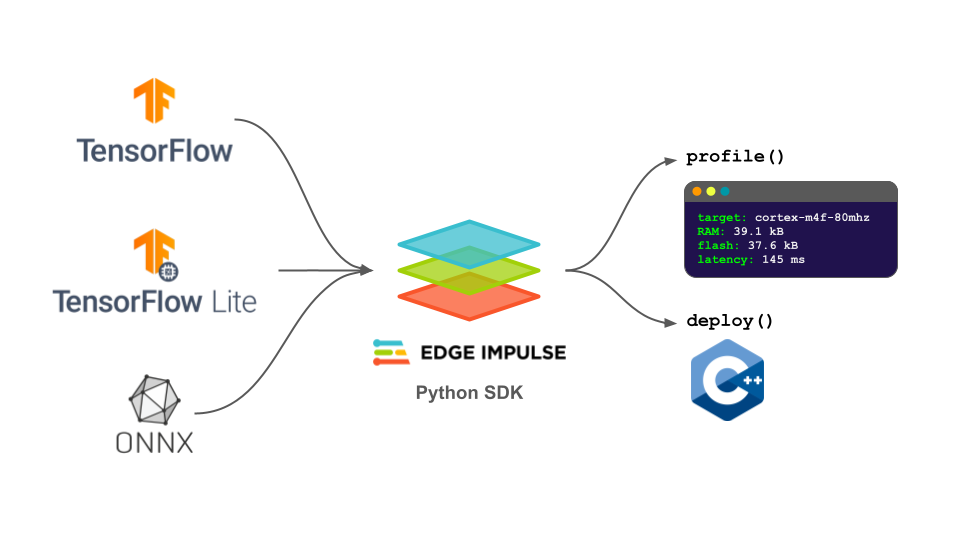 TensorFlow
TensorFlow Lite
ONNX
EDGE IMPULSE
Python SDK
profile()
target: cortex-m4f-80mhz
RAM: 39.1 kB
flash: 37.6 kB
latency: 145 ms
deploy()
C++